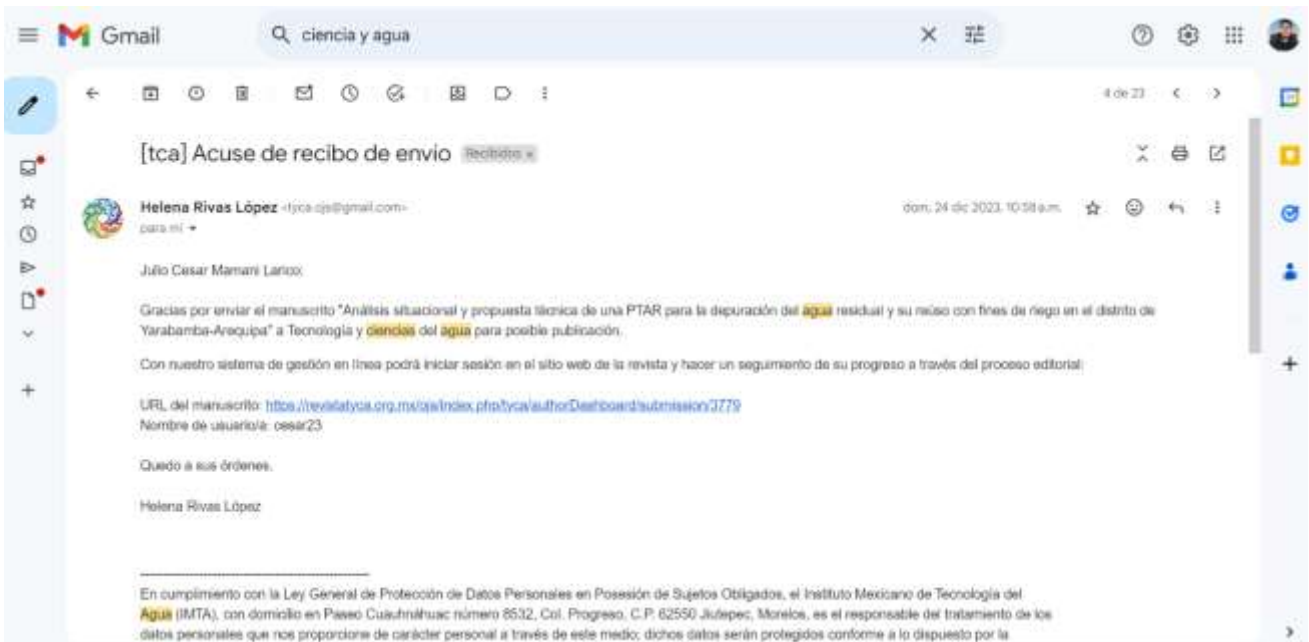 Gmail
ciencia y agua
4 de 23
[tca] Acuse de recibo de envío Recibidos
Helena Rivas López <tyca.ojs@gmail.com>
dom, 24 dic 2023, 10:58 a.m.
para mí
Julio Cesar Mamani Larico:
Gracias por enviar el manuscrito "Análisis situacional y propuesta técnica de una PTAR para la depuración del agua residual y su reúso con fines de riego en el distrito de
Yarabamba-Arequipa" a Tecnología y ciencias del agua para posible publicación.
Con nuestro sistema de gestión en línea podrá iniciar sesión en el sitio web de la revista y hacer un seguimiento de su progreso a través del proceso editorial:
URL del manuscrito: https://revistatyca.org.mx/ojs/index.php/tyca/authorDashboard/submission/3779
Nombre de usuario/a: cesar23
Quedo a sus órdenes.
Helena Rivas López
En cumplimiento con la Ley General de Protección de Datos Personales en Posesión de Sujetos Obligados, el Instituto Mexicano de Tecnología del
Agua (IMTA), con domicilio en Paseo Cuauhnáhuac número 8532, Col. Progreso, C.P. 62550 Jiutepec, Morelos, es el responsable del tratamiento de los
datos personales que nos proporcione de carácter personal a través de este medio; dichos datos serán protegidos conforme a lo dispuesto por la